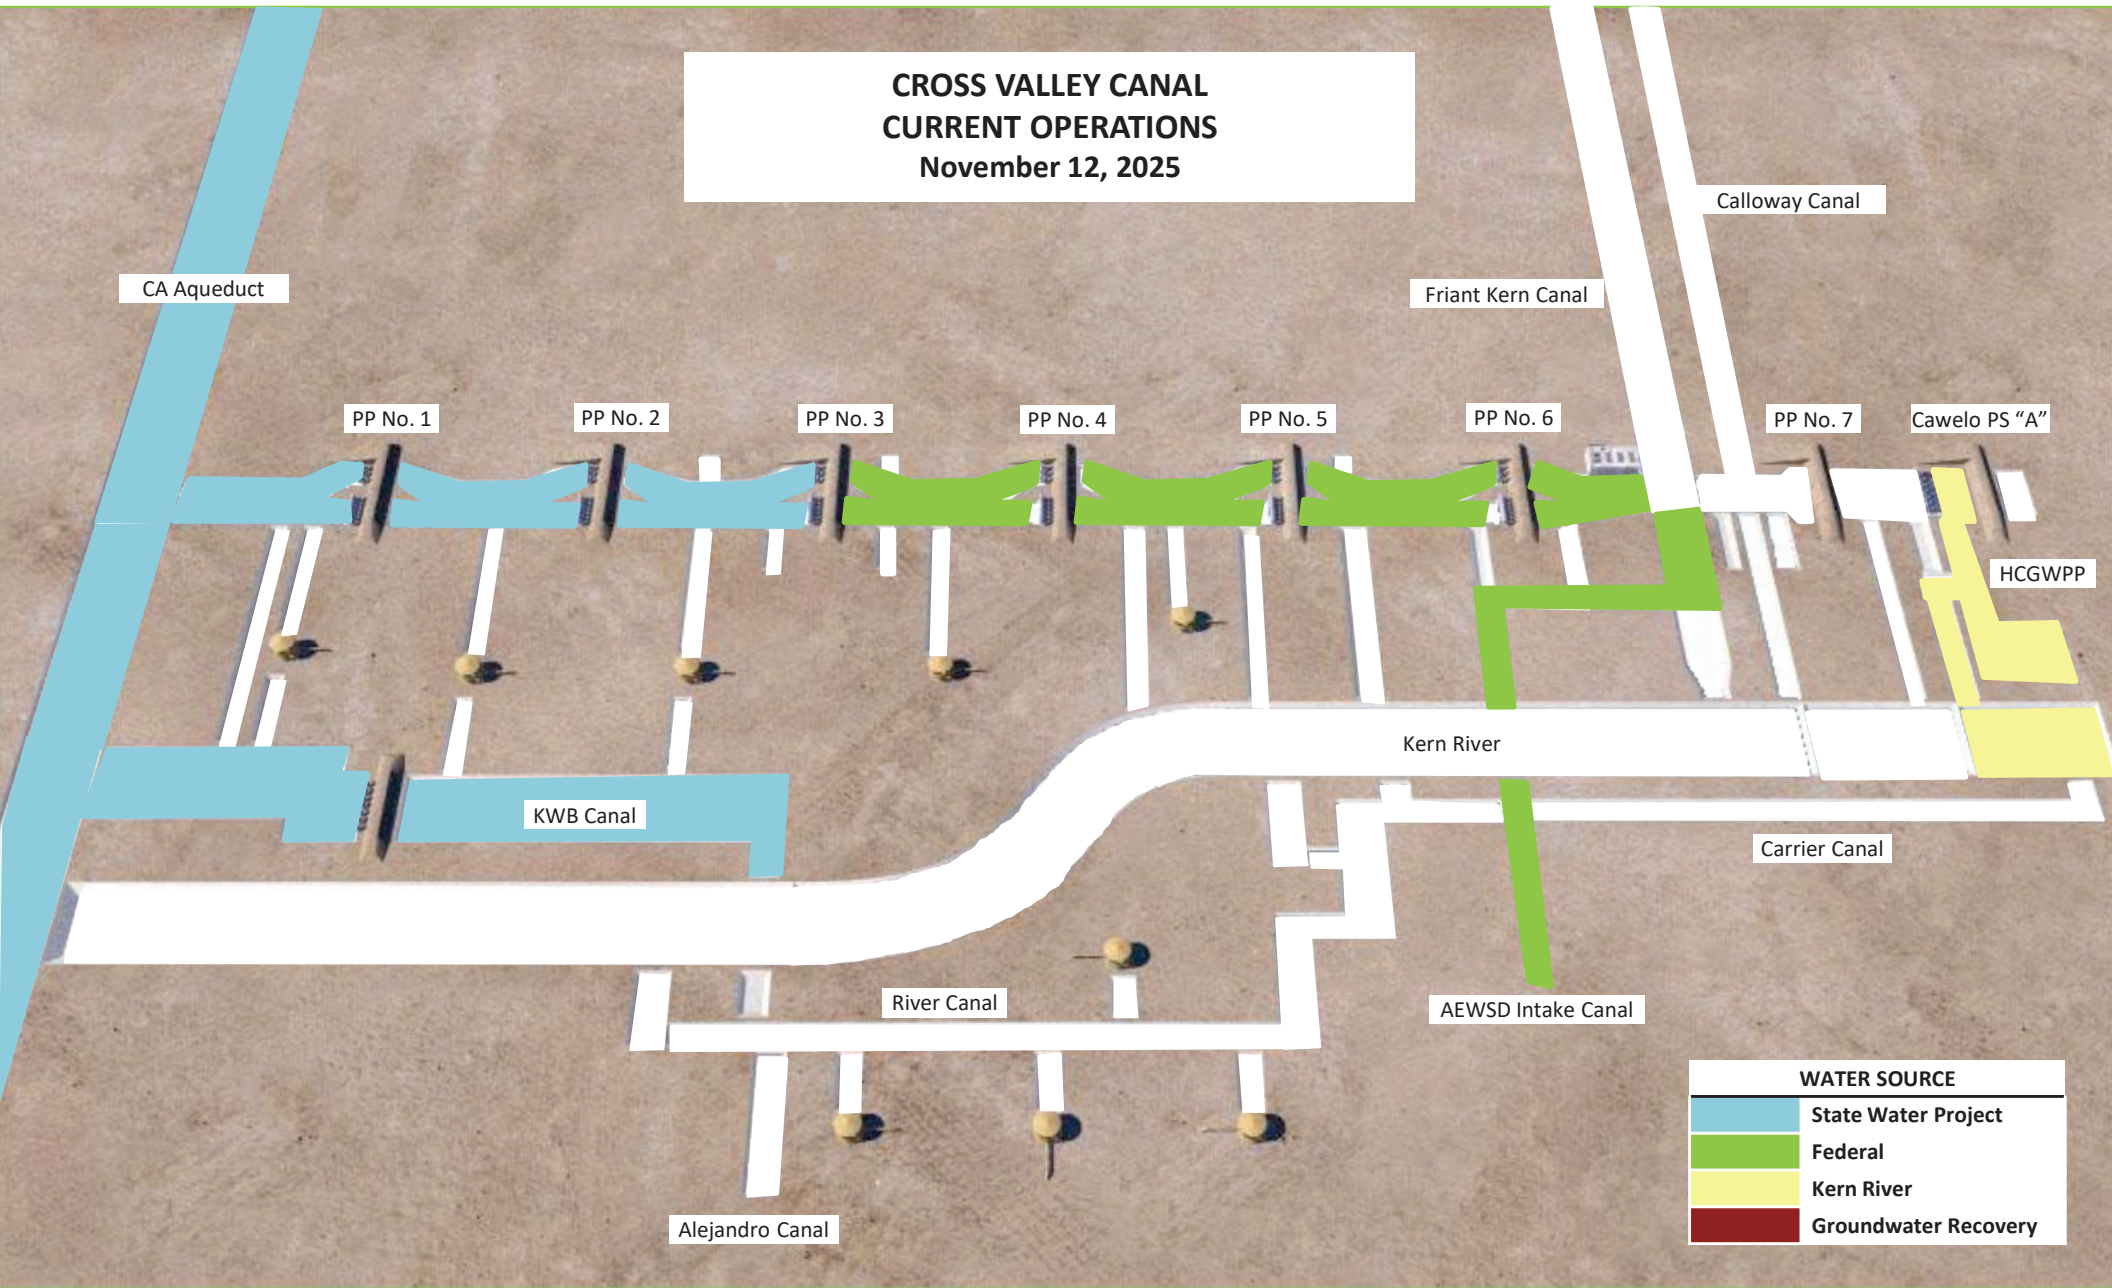 CROSS VALLEY CANAL
CURRENT OPERATIONS
November 12, 2025
Calloway Canal
CA Aqueduct
Friant Kern Canal
PP No. 1
PP No. 2
PP No. 3
PP No. 4
PP No. 5
PP No. 6
PP No. 7
Cawelo PS “A”
HCGWPP
Kern River
KWB Canal
Carrier Canal
River Canal
AEWSD Intake Canal
WATER SOURCE
State Water Project
Federal
Kern River
Groundwater Recovery
Alejandro Canal